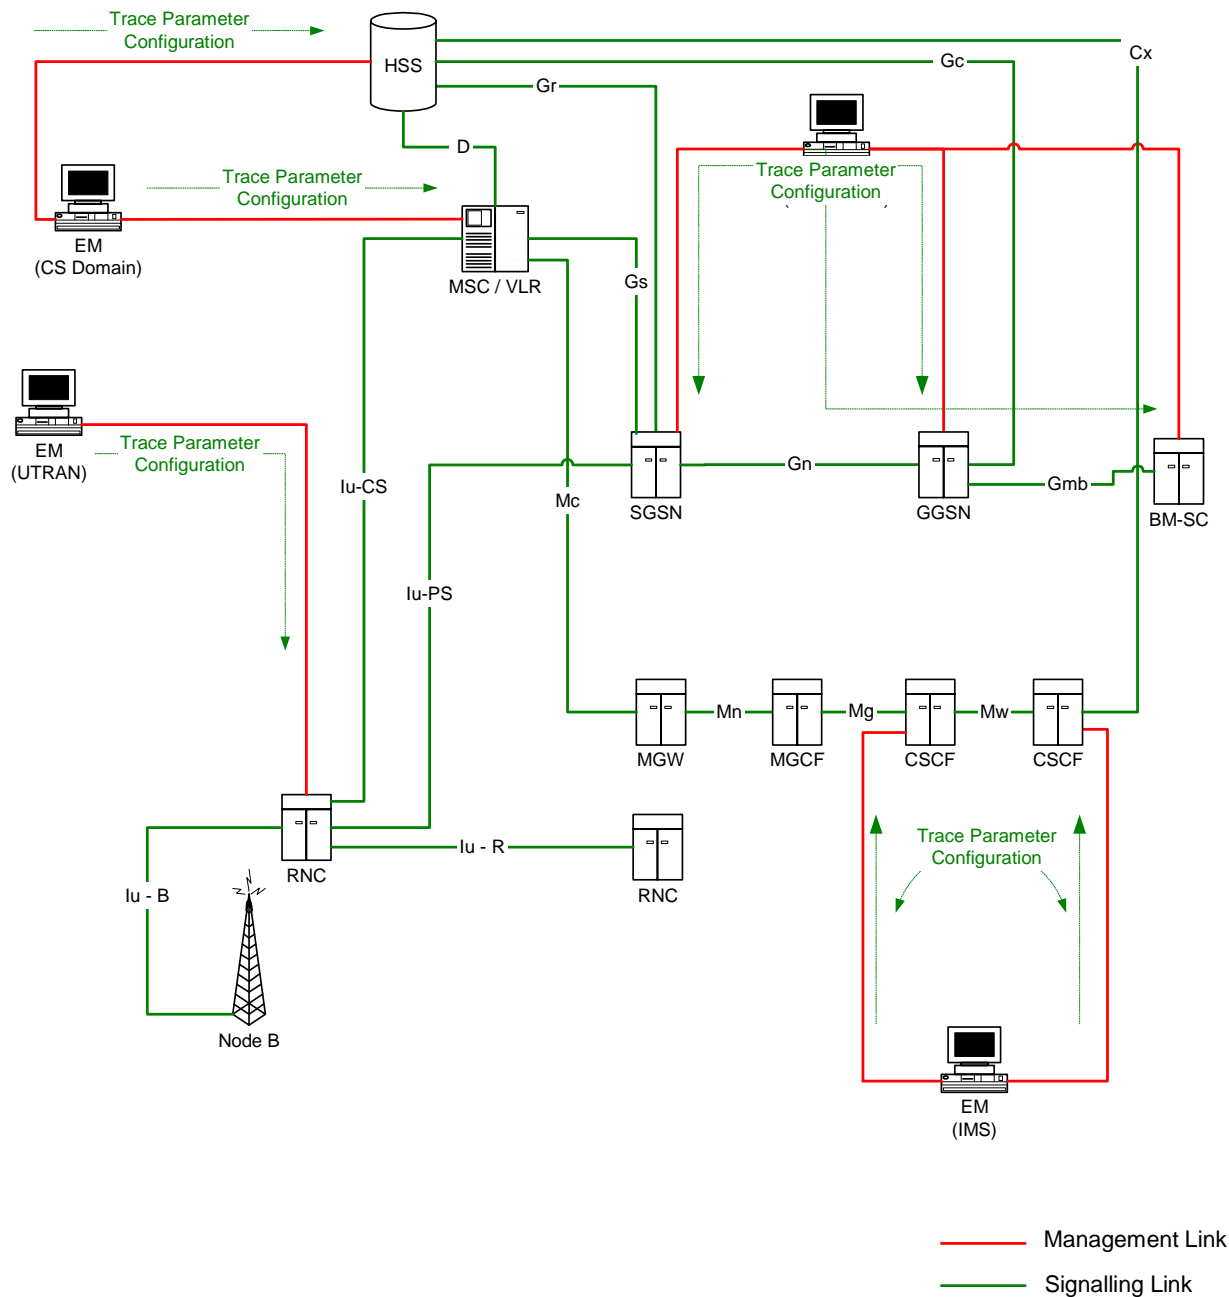 Trace Parameter
Configuration
HSS
Cx
Gc
Gr
D
Trace Parameter
Configuration
Trace Parameter
Configuration
EM
(CS Domain)
MSC / VLR
Gs
EM
(UTRAN)
Trace Parameter
Configuration
Iu-CS
Mc
SGSN
Gn
GGSN
Gmb
BM-SC
Iu-PS
Mn
Mg
Mw
MGW
MGCF
CSCF
CSCF
RNC
Iu - R
RNC
Iu - B
Trace Parameter
Configuration
Node B
EM
(IMS)
Management Link
Signalling Link